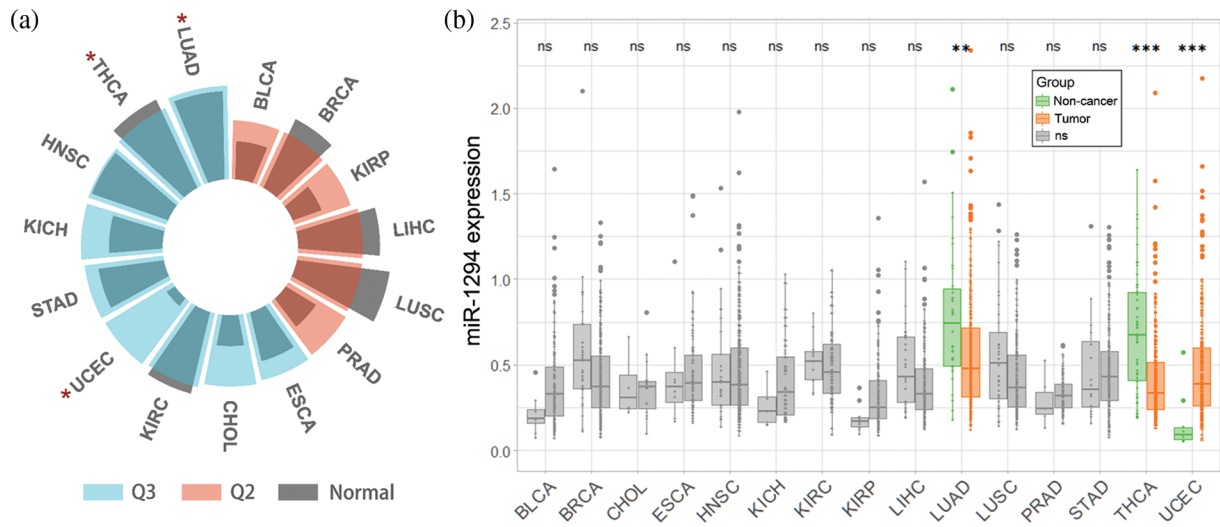 (a)
*LUAD
BLCA
BRCA
KIRP
LIHC
LUSC
PRAD
ESCA
CHOL
KIRC
*UCEC
STAD
KICH
HNSC
*THCA
Q3 Q2 Normal
(b)
miR-1294 expression
2.5
2.0
1.5
1.0
0.5
0.0
ns ns ns ns ns ns ns ns ns ** ns ns ns *** ***
Group
Non-cancer
Tumor
ns
BLCA BRCA CHOL ESCA HNSC KICH KIRC KIRP LIHC LUAD LUSC PRAD STAD THCA UCEC